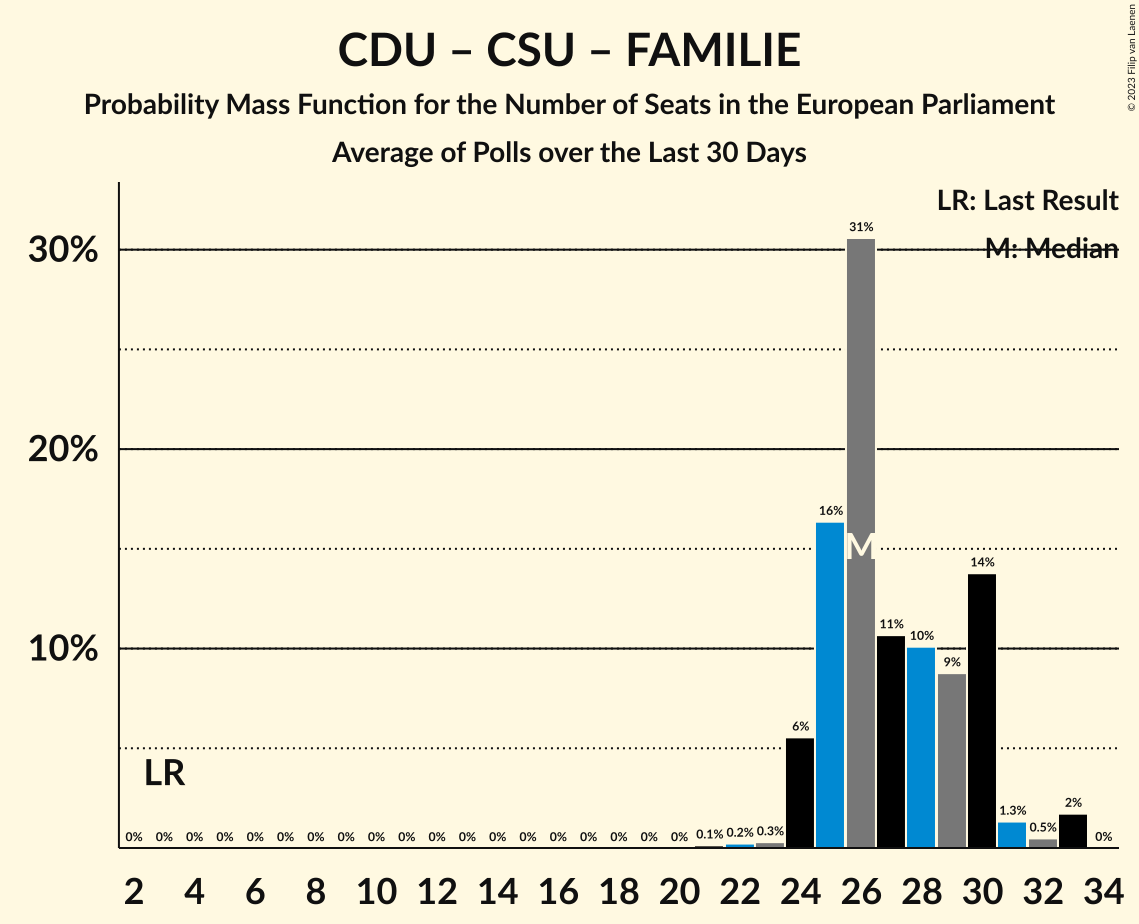 CDU – CSU – FAMILIE
Probability Mass Function for the Number of Seats in the European Parliament
Average of Polls over the Last 30 Days
© 2023 Filip van Laenen
LR: Last Result
M: Median
30%
20%
10%
31%
16%
M
14%
11%
10%
9%
6%
LR
0% 0% 0% 0% 0% 0% 0% 0% 0% 0% 0% 0% 0% 0% 0% 0% 0% 0% 0% 0.1% 0.2% 0.3% 1.3% 0.5% 2% 0%
2 4 6 8 10 12 14 16 18 20 22 24 26 28 30 32 34